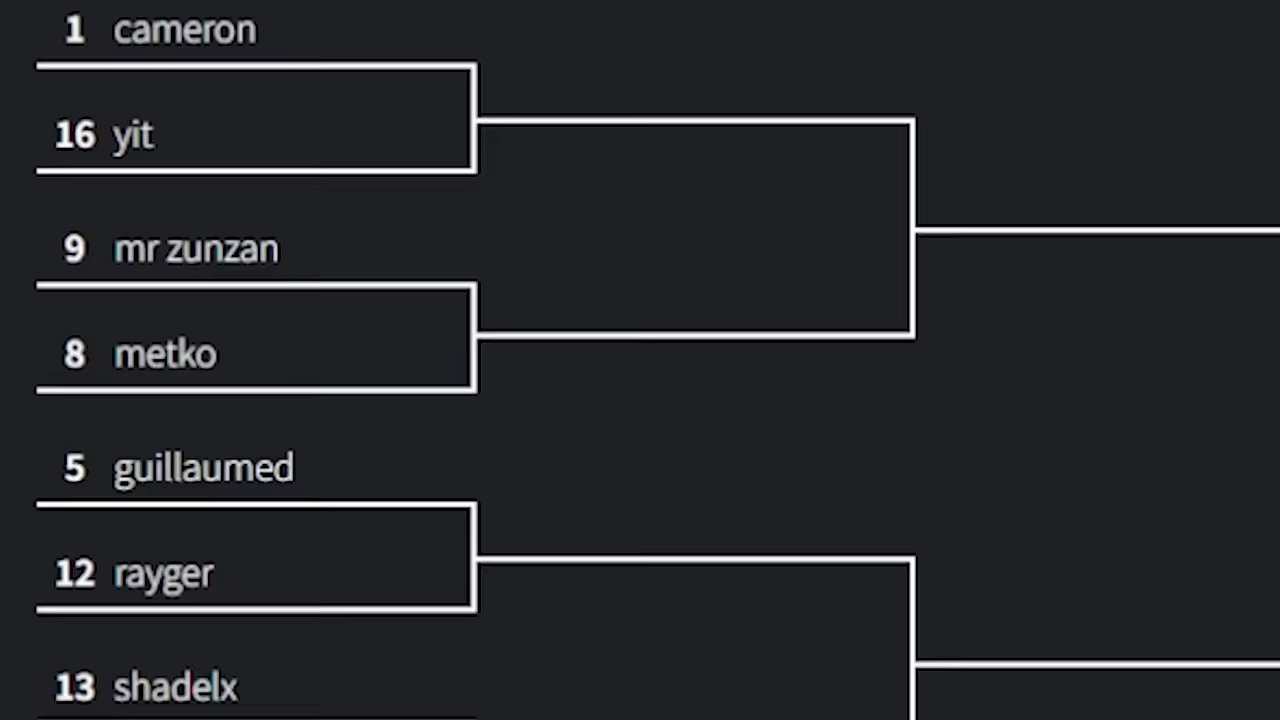 1 cameron
16 yit
9 mr zunzan
8 metko
5 guillaumed
12 rayger
13 shadelx